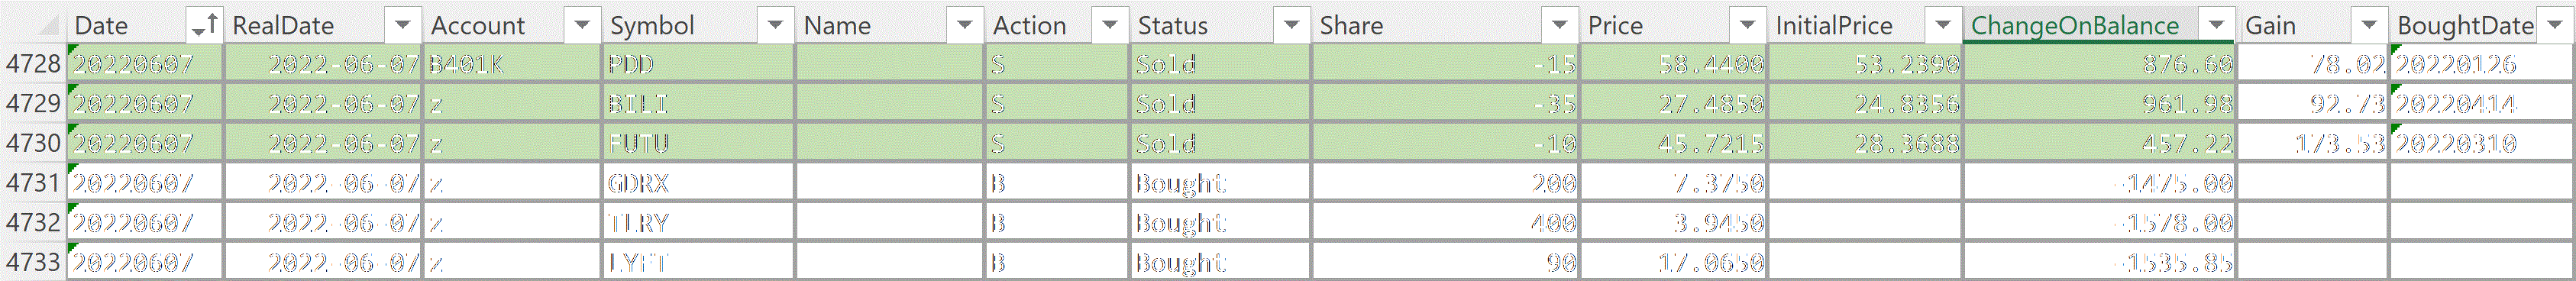 Date RealDate Account Symbol Name Action Status Share Price InitialPrice ChangeOnBalance Gain BoughtDate
4728 20220607 2022-06-07 B401K PDD S Sold -15 58.4400 53.2390 876.60 78.02 20220126
4729 20220607 2022-06-07 z BILI S Sold -35 27.4850 24.8356 961.98 92.73 20220414
4730 20220607 2022-06-07 z FUTU S Sold -10 45.7215 28.3688 457.22 173.53 20220310
4731 20220607 2022-06-07 z GDRX B Bought 200 7.3750 -1475.00
4732 20220607 2022-06-07 z TLRY B Bought 400 3.9450 -1578.00
4733 20220607 2022-06-07 z LYFT B Bought 90 17.0650 -1535.85